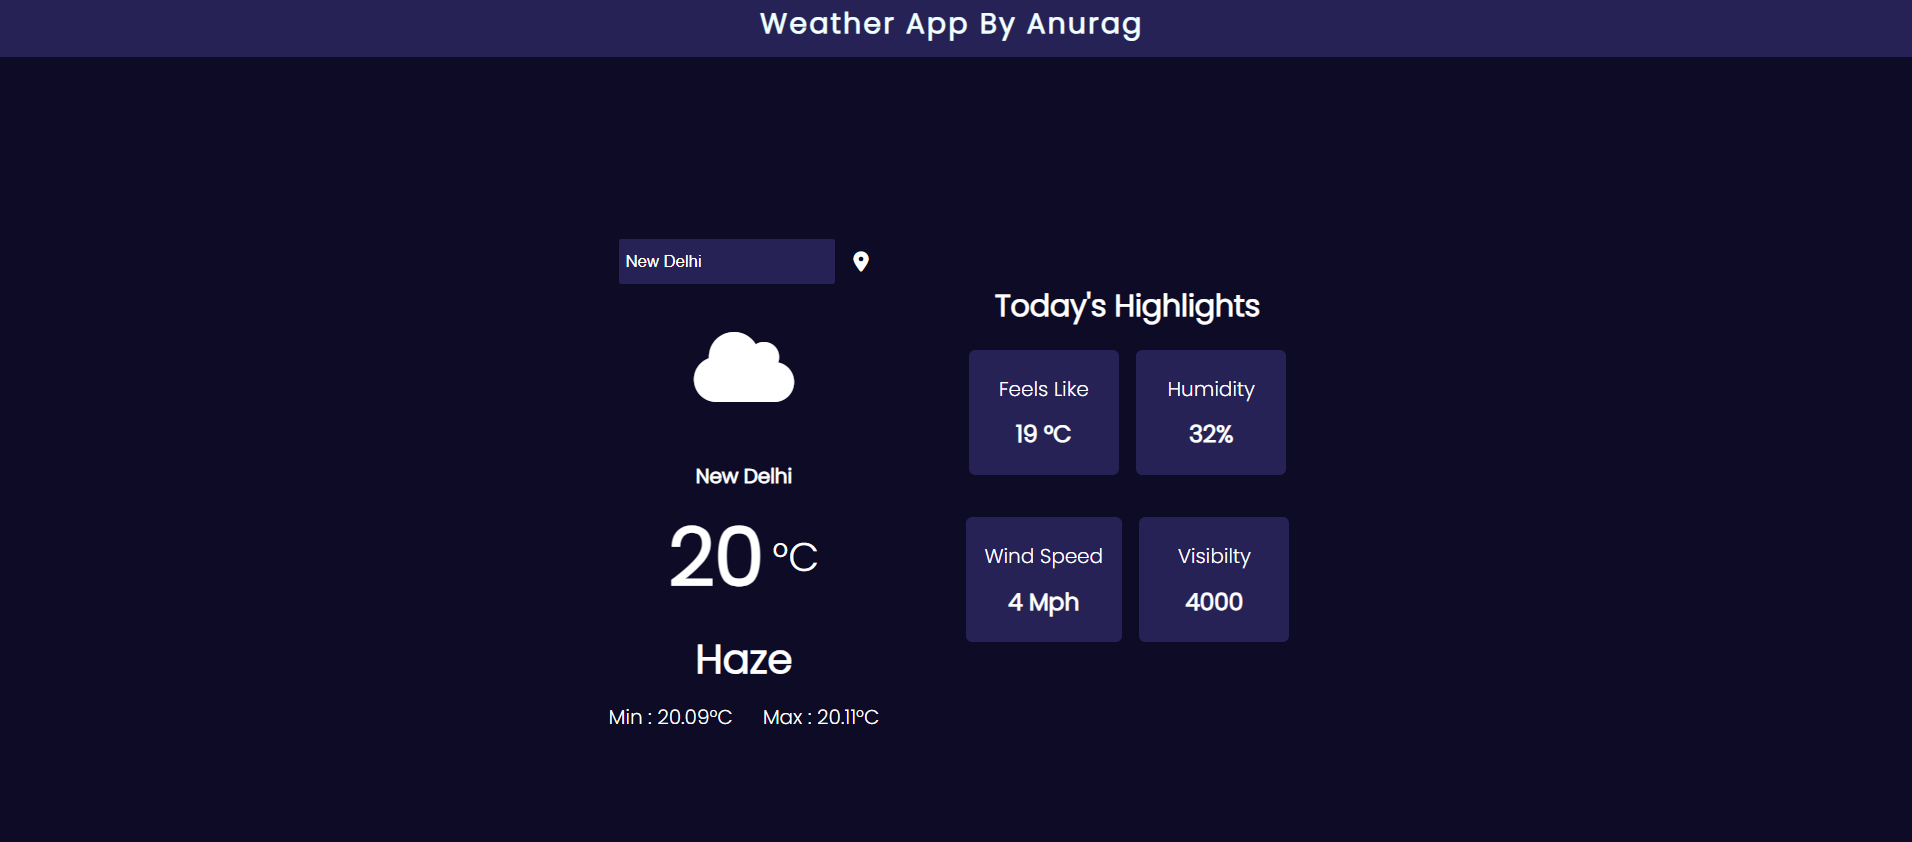 Weather App By Anurag
New Delhi
New Delhi
20 °C
Haze
Min : 20.09°C Max : 20.11°C
Today's Highlights
Feels Like
19 °C
Humidity
32%
Wind Speed
4 Mph
Visibilty
4000